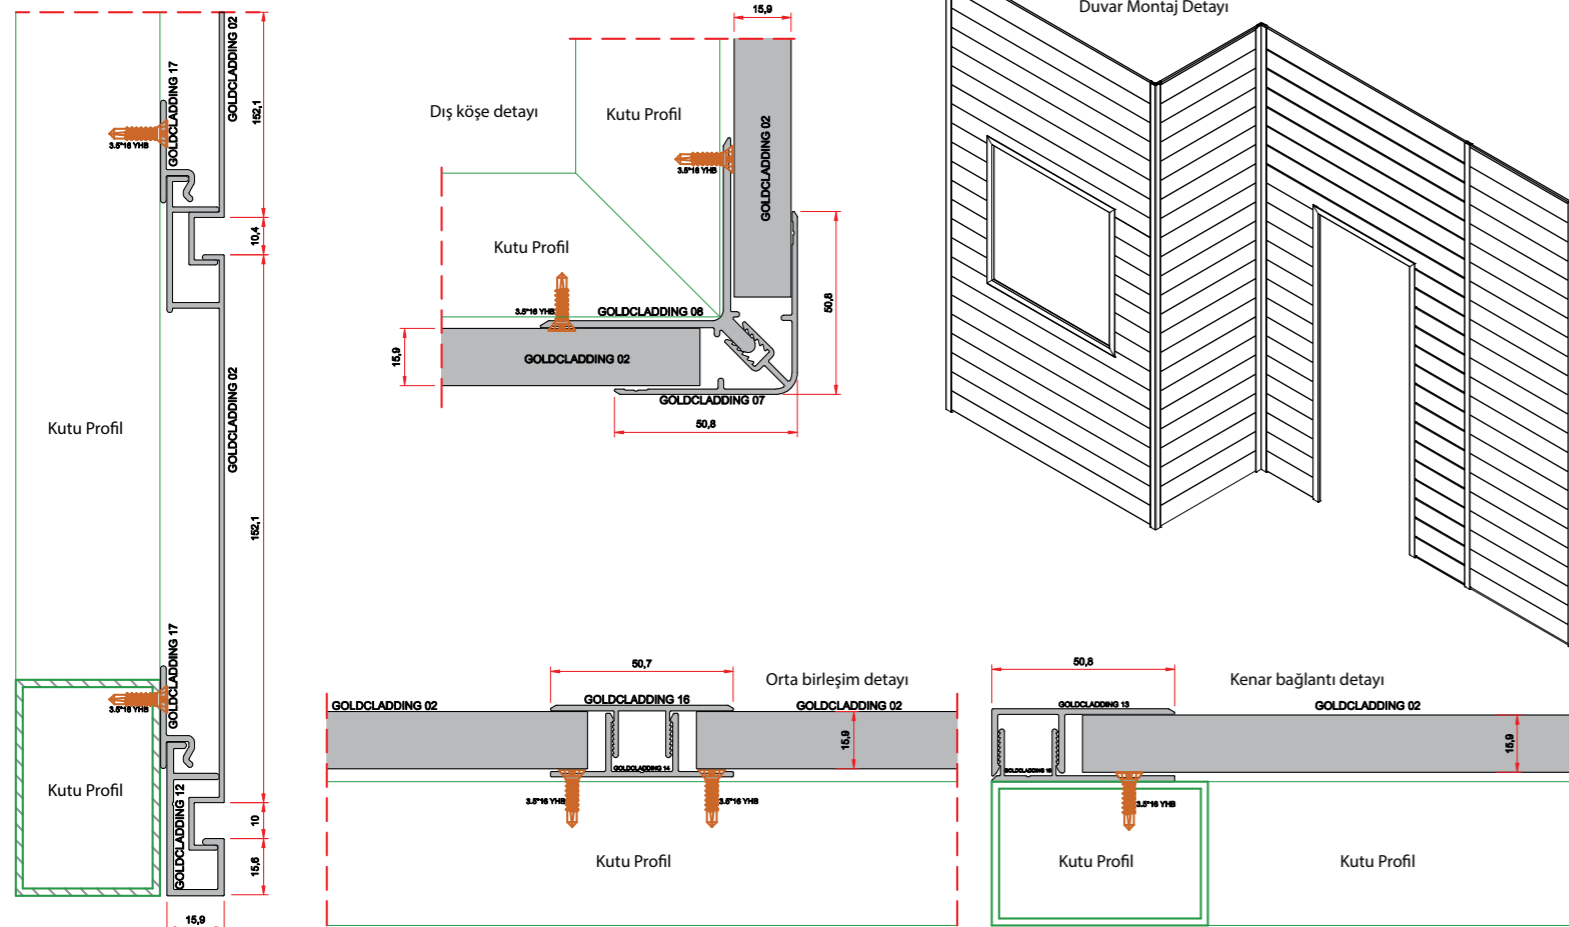 GOLDCLADDING 02
GOLDCLADDING 17
152,1
3.5*16 YHB
10,4
GOLDCLADDING 02
Kutu Profil
152,1
GOLDCLADDING 17
3.5*16 YHB
Kutu Profil
GOLDCLADDING 12
10
15,6
15,9
15,9
Dış köşe detayı
Kutu Profil
GOLDCLADDING 02
3.5*16 YHB
Kutu Profil
3.5*16 YHB
GOLDCLADDING 08
50,8
15,9
GOLDCLADDING 02
GOLDCLADDING 07
50,8
Duvar Montaj Detayı
50,7
Orta birleşim detayı
GOLDCLADDING 02
GOLDCLADDING 16
GOLDCLADDING 02
15,9
GOLDCLADDING 14
3.5*16 YHB
3.5*16 YHB
Kutu Profil
50,8
Kenar bağlantı detayı
GOLDCLADDING 13
GOLDCLADDING 02
15,9
3.5*16 YHB
Kutu Profil
Kutu Profil